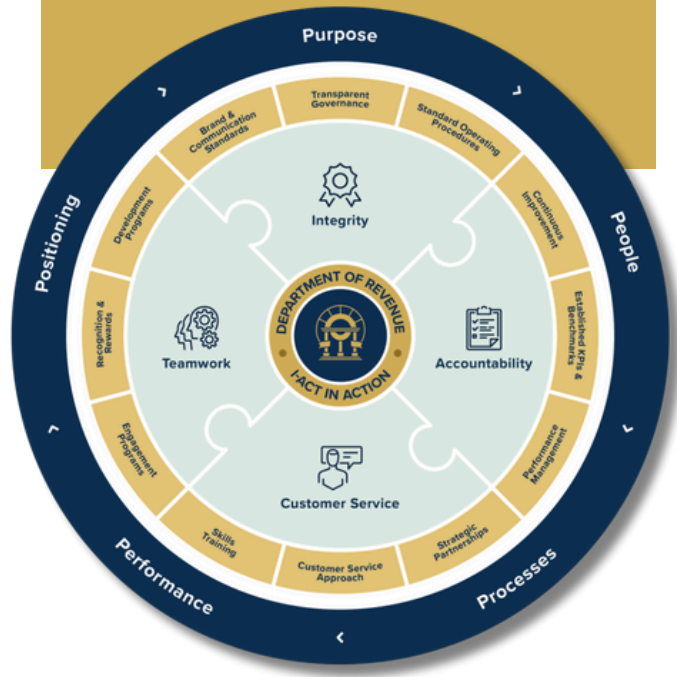 Purpose
People
Processes
Performance
Positioning
Transparent
Governance
Standard Operating
Procedures
Continuous
Improvement
Established KPIs &
Benchmarks
Performance
Management
Strategic
Partnerships
Customer Service
Approach
Skills
Training
Engagement
Programs
Recognition &
Rewards
Development
Programs
Brand &
Communication
Standards
Integrity
Accountability
Customer Service
Teamwork
DEPARTMENT OF REVENUE
I-ACT IN ACTION